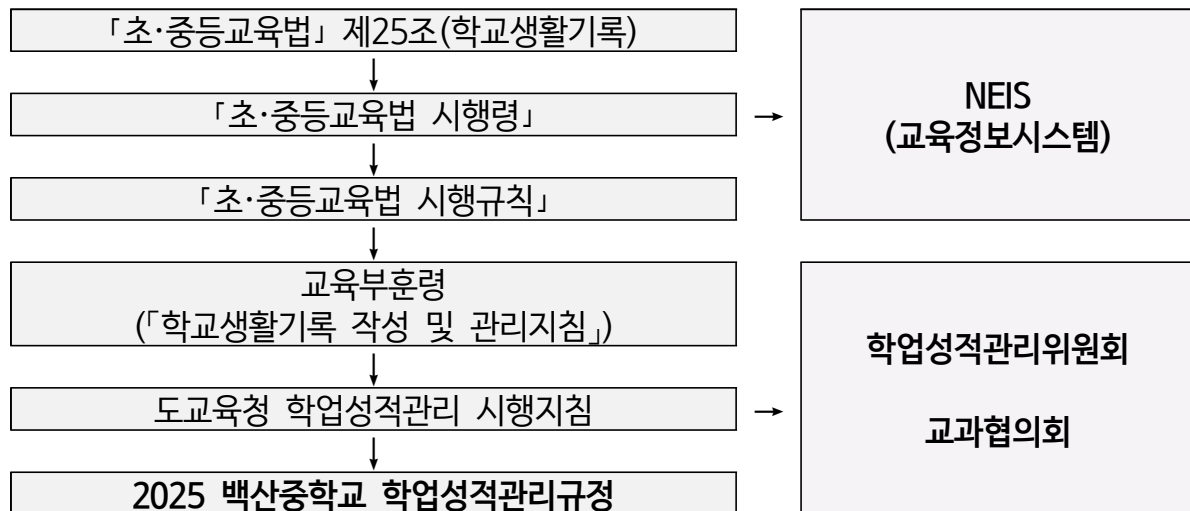 「초·중등교육법」 제25조(학교생활기록)
「초·중등교육법 시행령」
「초·중등교육법 시행규칙」
교육부훈령
(「학교생활기록 작성 및 관리지침」)
도교육청 학업성적관리 시행지침
2025 백산중학교 학업성적관리규정
NEIS
(교육정보시스템)
학업성적관리위원회
교과협의회